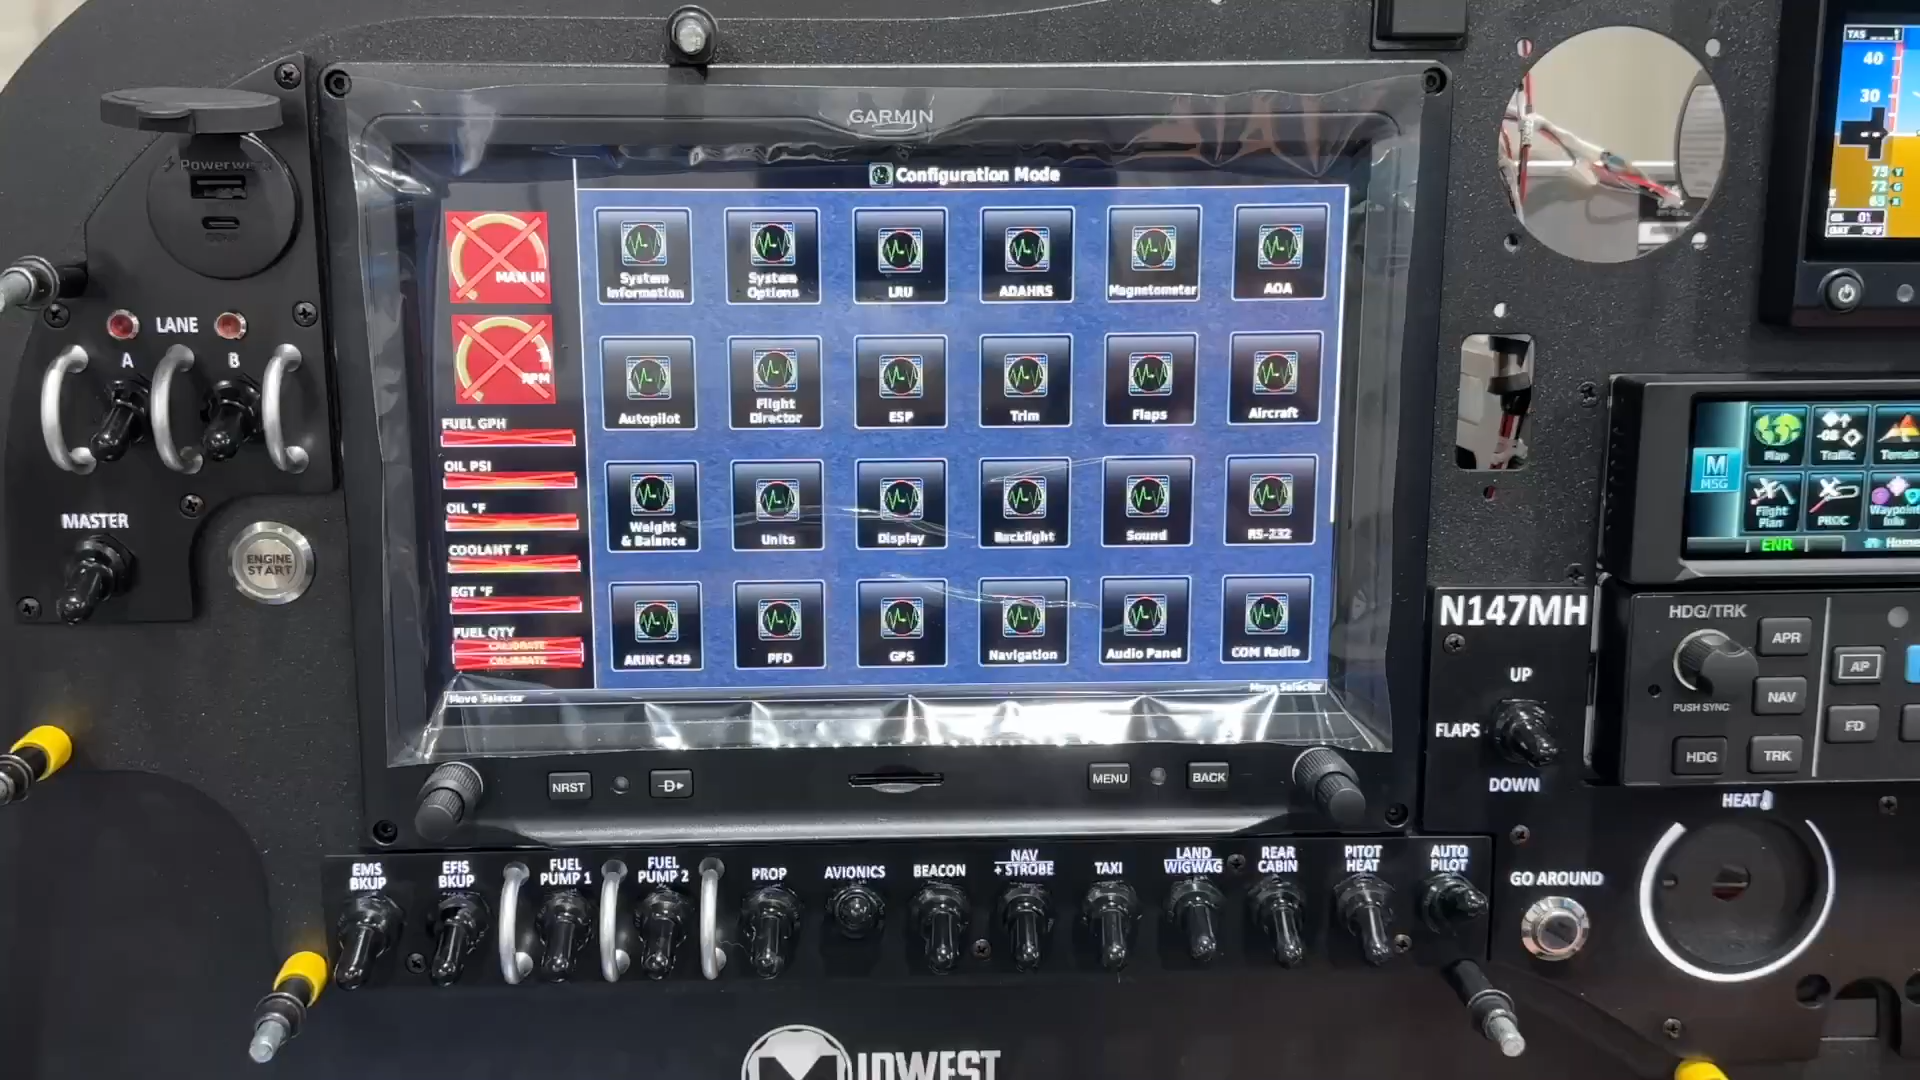 GARMIN
Configuration Mode
MAN IN
RPM
FUEL GPH
OIL PSI
OIL °F
COOLANT °F
EGT °F
FUEL QTY
CALIBRATE
CALIBRATE
System Information
System Options
LRU
ADAHRS
Magnetometer
AOA
Autopilot
Flight Director
ESP
Trim
Flaps
Aircraft
Weight & Balance
Units
Display
Backlight
Sound
RS-232
ARINC 429
PFD
GPS
Navigation
Audio Panel
COM Radio
Move Selector
Move Selector
NRST
D
MENU
BACK
LANE
A
B
MASTER
ENGINE START
EMS BKUP
EFIS BKUP
FUEL PUMP 1
FUEL PUMP 2
PROP
AVIONICS
BEACON
NAV + STROBE
TAXI
LAND WIGWAG
REAR CABIN
PITOT HEAT
AUTO PILOT
GO AROUND
HEAT
UP
FLAPS
DOWN
N147MH
HDG/TRK
PUSH SYNC
APR
NAV
HDG
TRK
AP
FD
M
MSG
Map
Traffic
Terrain
Flight Plan
PROC
Waypoint Info
ENR
Home
TAS
40
30
75
72
65
01
MIDWEST